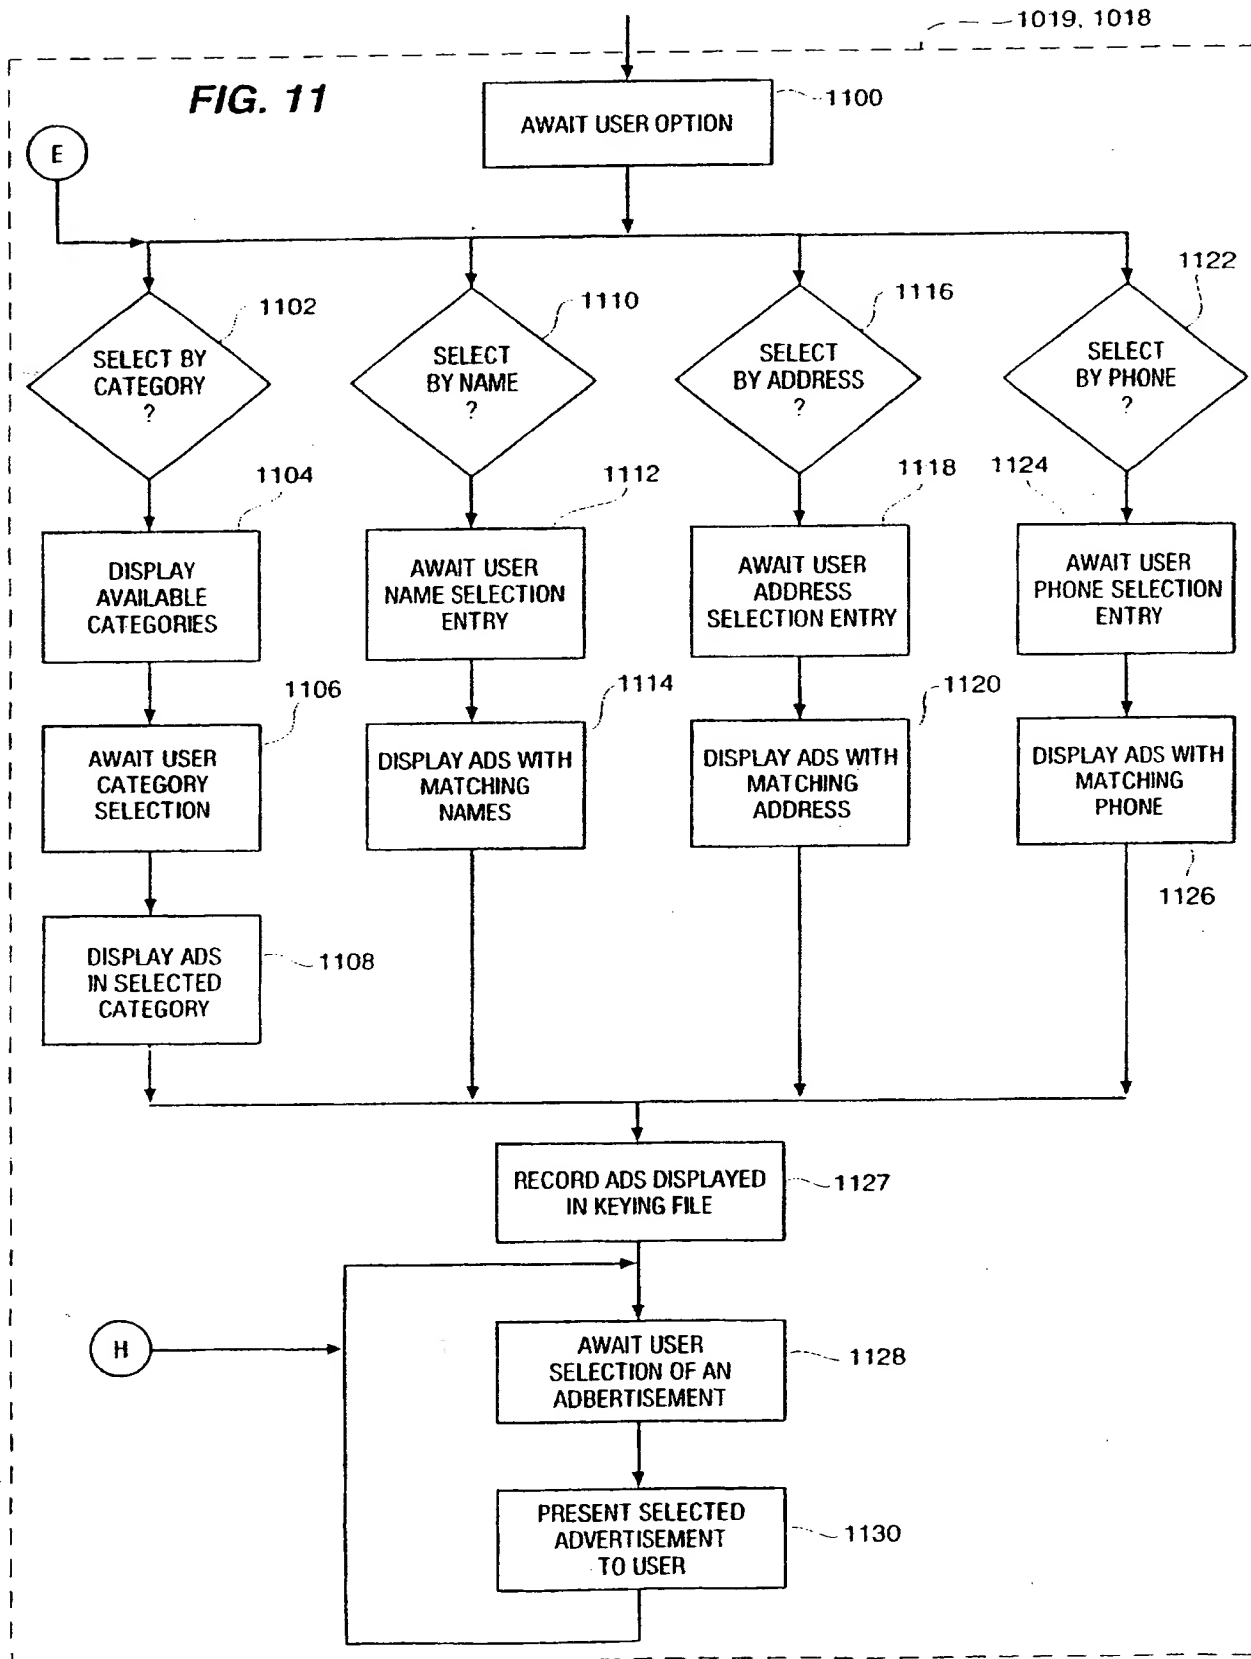 1019, 1018
FIG. 11
1100
AWAIT USER OPTION
E
1102
SELECT BY
CATEGORY
?
1110
SELECT
BY NAME
?
1116
SELECT
BY ADDRESS
?
1122
SELECT
BY PHONE
?
1104
DISPLAY
AVAILABLE
CATEGORIES
1112
AWAIT USER
NAME SELECTION
ENTRY
1118
AWAIT USER
ADDRESS
SELECTION ENTRY
1124
AWAIT USER
PHONE SELECTION
ENTRY
1106
AWAIT USER
CATEGORY
SELECTION
1114
DISPLAY ADS WITH
MATCHING
NAMES
1120
DISPLAY ADS WITH
MATCHING
ADDRESS
DISPLAY ADS WITH
MATCHING
PHONE
1126
DISPLAY ADS
IN SELECTED
CATEGORY
1108
RECORD ADS DISPLAYED
IN KEYING FILE
1127
H
AWAIT USER
SELECTION OF AN
ADBERTISEMENT
1128
PRESENT SELECTED
ADVERTISEMENT
TO USER
1130